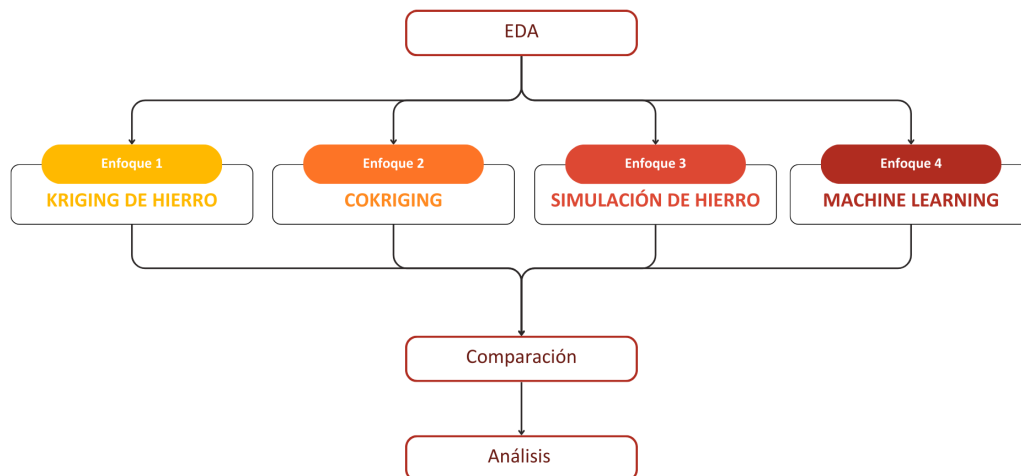 EDA
Enfoque 1
KRIGING DE HIERRO
Enfoque 2
COKRIGING
Enfoque 3
SIMULACIÓN DE HIERRO
Enfoque 4
MACHINE LEARNING
Comparación
Análisis